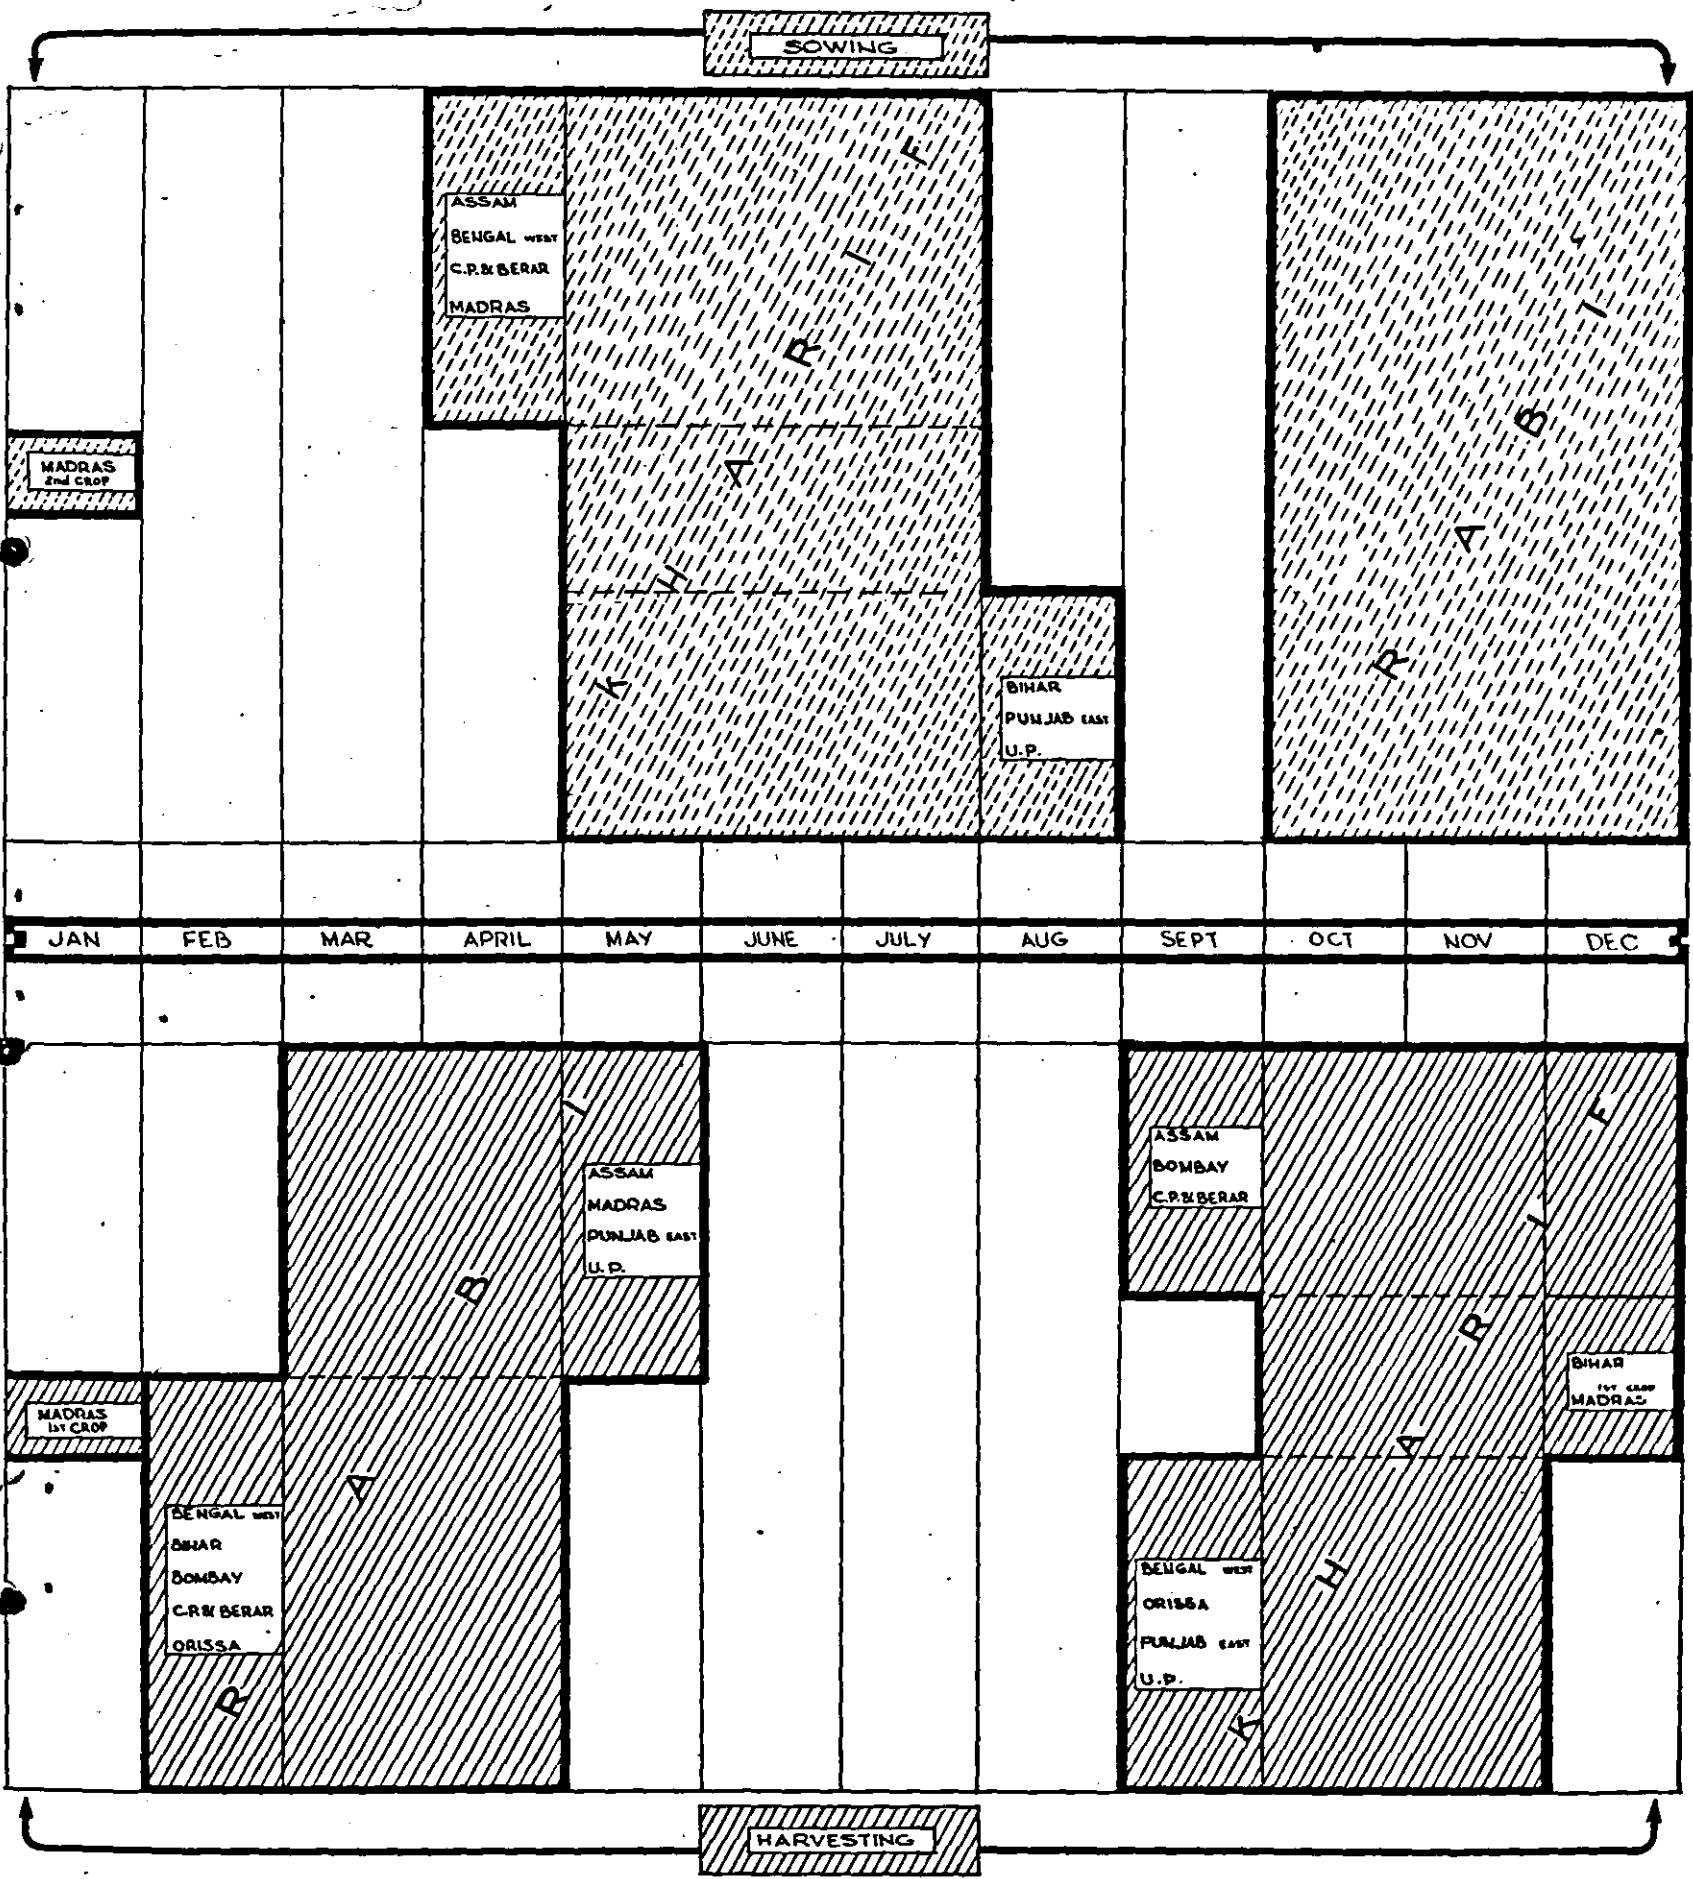 SOWING
ASSAM
BENGAL WEST
C.P. & BERAR
MADRAS
KHARIF
RABI
MADRAS
2nd CROP
BIHAR
PUNJAB EAST
U.P.
JAN FEB MAR APRIL MAY JUNE JULY AUG SEPT OCT NOV DEC
RABI
ASSAM
MADRAS
PUNJAB EAST
U.P.
MADRAS
1ST CROP
BENGAL WEST
BIHAR
BOMBAY
C.P. & BERAR
ORISSA
KHARIF
ASSAM
BOMBAY
C.P. & BERAR
BIHAR
1ST CROP
MADRAS
BENGAL WEST
ORISSA
PUNJAB EAST
U.P.
HARVESTING